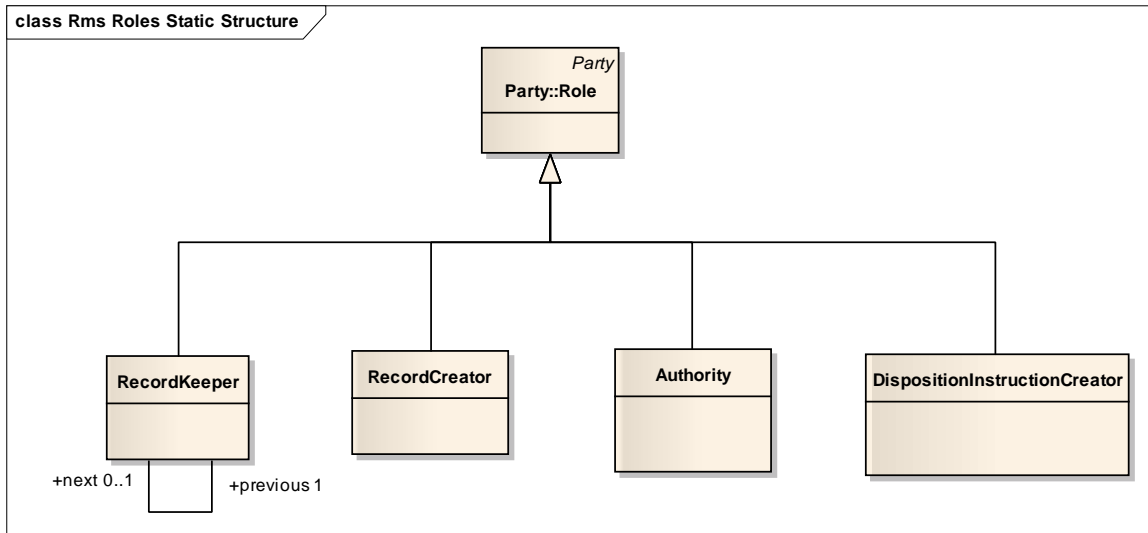 class Rms Roles Static Structure
Party
Party::Role
RecordKeeper
RecordCreator
Authority
DispositionInstructionCreator
+next 0..1
+previous 1